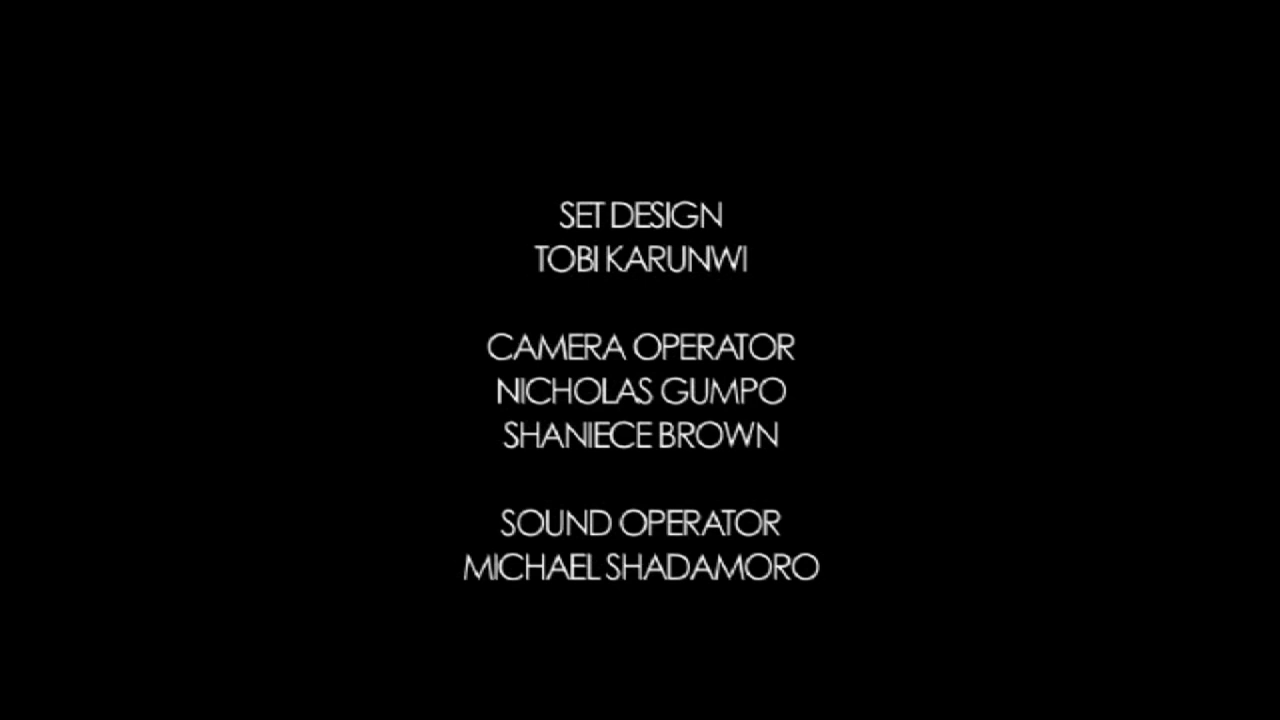 SET DESIGN
TOBI KARUNWI
CAMERA OPERATOR
NICHOLAS GUMPO
SHANIECE BROWN
SOUND OPERATOR
MICHAEL SHADAMORO